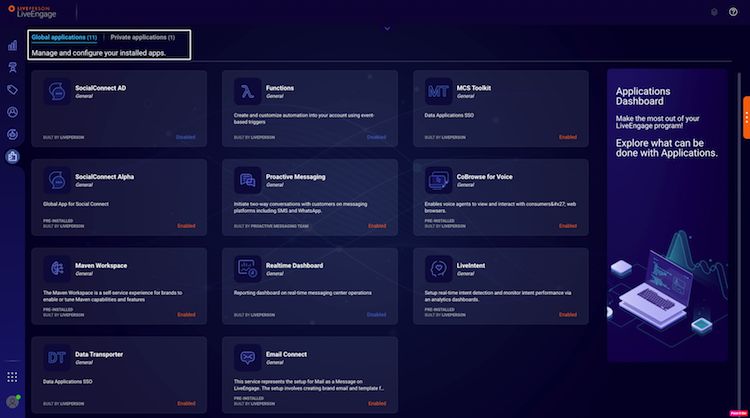 LIVEPERSON
LiveEngage
Global applications (11) | Private applications (1)
Manage and configure your installed apps.
SocialConnect AD
General
BUILT BY LIVEPERSON
Disabled
Functions
General
Create and customize automation into your account using event-
based triggers
BUILT BY LIVEPERSON
Disabled
MT
MCS Toolkit
General
Data Applications SSO
BUILT BY LIVEPERSON
Enabled
SocialConnect Alpha
General
Global App for Social Connect
PRE-INSTALLED
BUILT BY LIVEPERSON
Enabled
Proactive Messaging
General
Initiate two-way conversations with customers on messaging
platforms including SMS and WhatsApp.
BUILT BY PROACTIVE MESSAGING TEAM
Enabled
CoBrowse for Voice
General
Enables voice agents to view and interact with consumers&#x27; web
browsers.
PRE-INSTALLED
BUILT BY LIVEPERSON
Enabled
Maven Workspace
General
The Maven Workspace is a self-service experience for brands to
enable or tune Maven capabilities and features
PRE-INSTALLED
BUILT BY LIVEPERSON
Enabled
Realtime Dashboard
General
Reporting dashboard on real-time messaging center operations
BUILT BY LIVEPERSON
Disabled
LiveIntent
General
Setup real-time intent detection and monitor intent performance via
an analytics dashboards.
PRE-INSTALLED
BUILT BY LIVEPERSON
Enabled
DT
Data Transporter
General
Data Applications SSO
BUILT BY LIVEPERSON
Enabled
Email Connect
General
This service represents the setup for Mail as a Message on
LiveEngage. The setup involves creating brand email and template f...
PRE-INSTALLED
BUILT BY LIVEPERSON
Enabled
Applications
Dashboard
Make the most out of your
LiveEngage program!
Explore what can be
done with Applications.